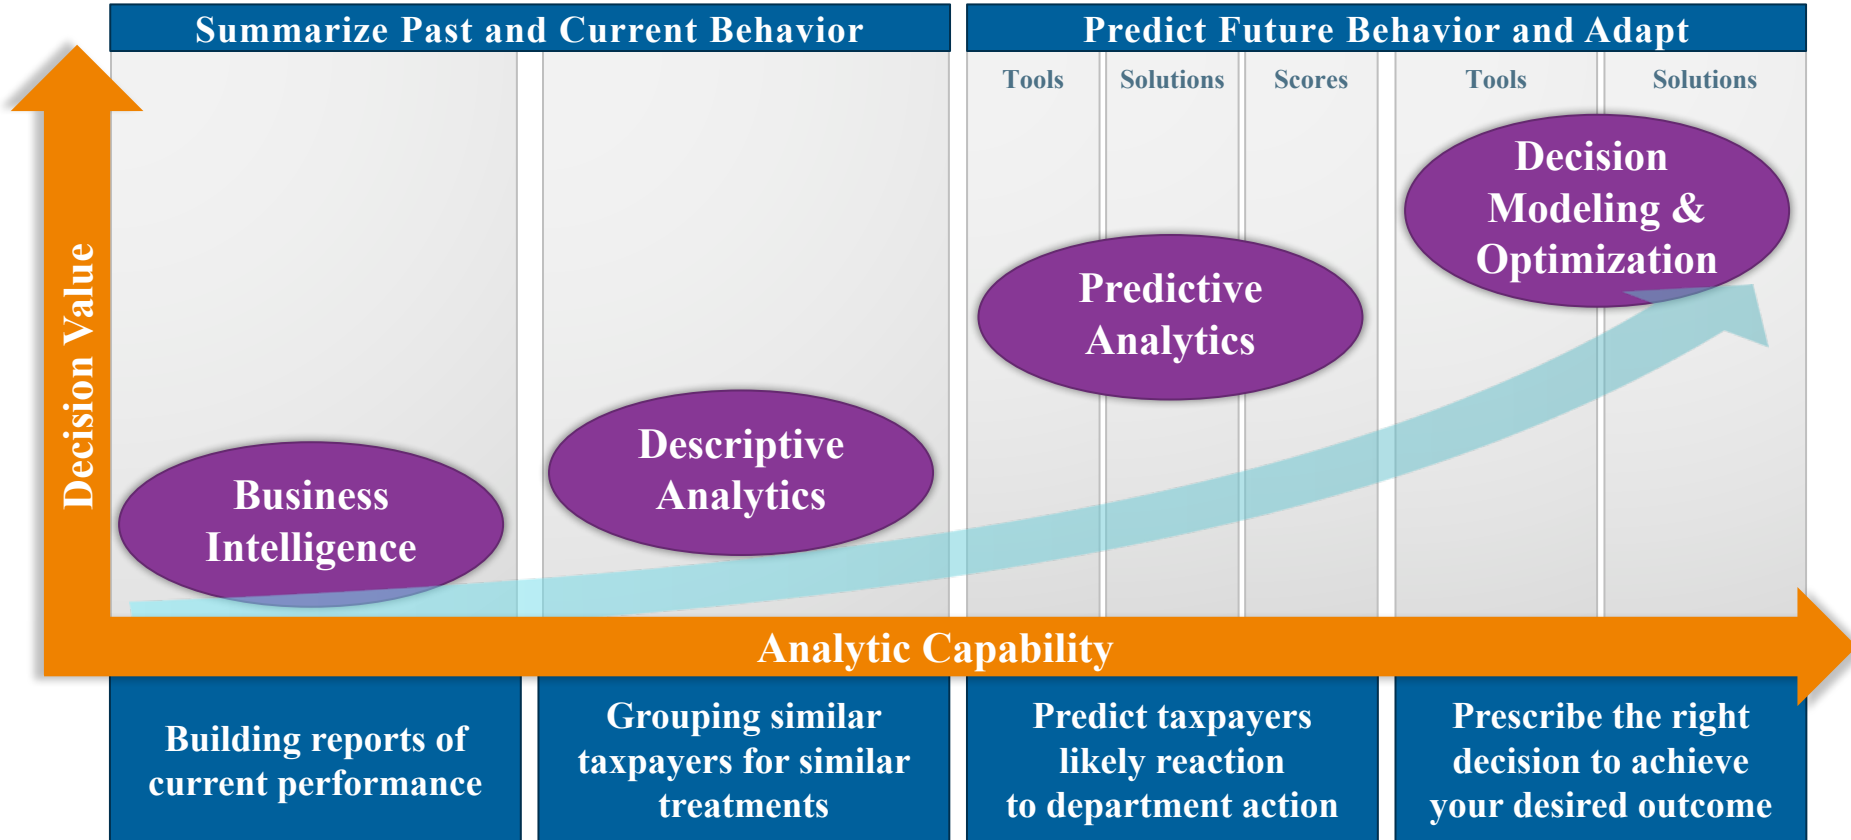 Summarize Past and Current Behavior
Predict Future Behavior and Adapt
Tools
Solutions
Scores
Tools
Solutions
Decision Value
Business
Intelligence
Descriptive
Analytics
Predictive
Analytics
Decision
Modeling &
Optimization
Analytic Capability
Building reports of
current performance
Grouping similar
taxpayers for similar
treatments
Predict taxpayers
likely reaction
to department action
Prescribe the right
decision to achieve
your desired outcome